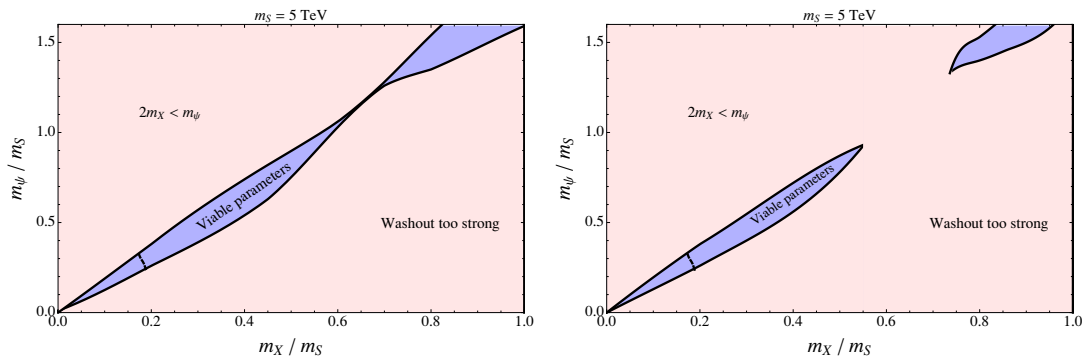 m_S = 5 TeV
1.5
1.0
0.5
0.0
m_ψ / m_S
2m_X < m_ψ
Viable parameters
Washout too strong
0.0 0.2 0.4 0.6 0.8 1.0
m_X / m_S
m_S = 5 TeV
1.5
1.0
0.5
0.0
m_ψ / m_S
2m_X < m_ψ
Viable parameters
Washout too strong
0.0 0.2 0.4 0.6 0.8 1.0
m_X / m_S